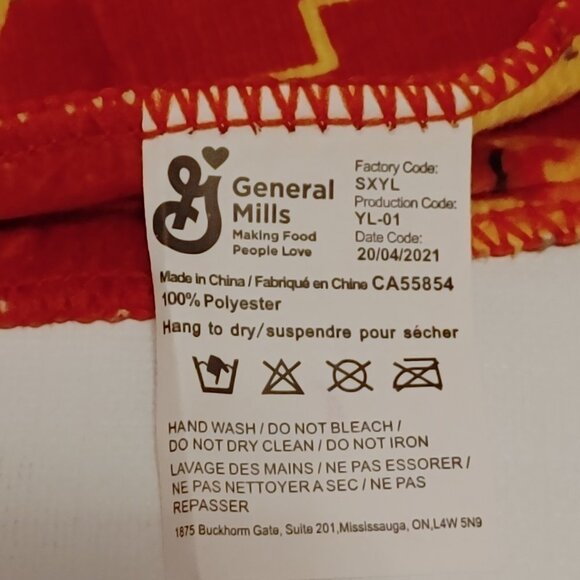 General
Mills
Making Food
People Love
Factory Code:
SXYL
Production Code:
YL-01
Date Code:
20/04/2021
Made in China / Fabriqué en Chine CA55854
100% Polyester
Hang to dry/suspendre pour sécher
HAND WASH / DO NOT BLEACH /
DO NOT DRY CLEAN / DO NOT IRON
LAVAGE DES MAINS / NE PAS ESSORER /
NE PAS NETTOYER A SEC / NE PAS
REPASSER
1875 Buckhorm Gate, Suite 201,Mississauga, ON,L4W 5N9